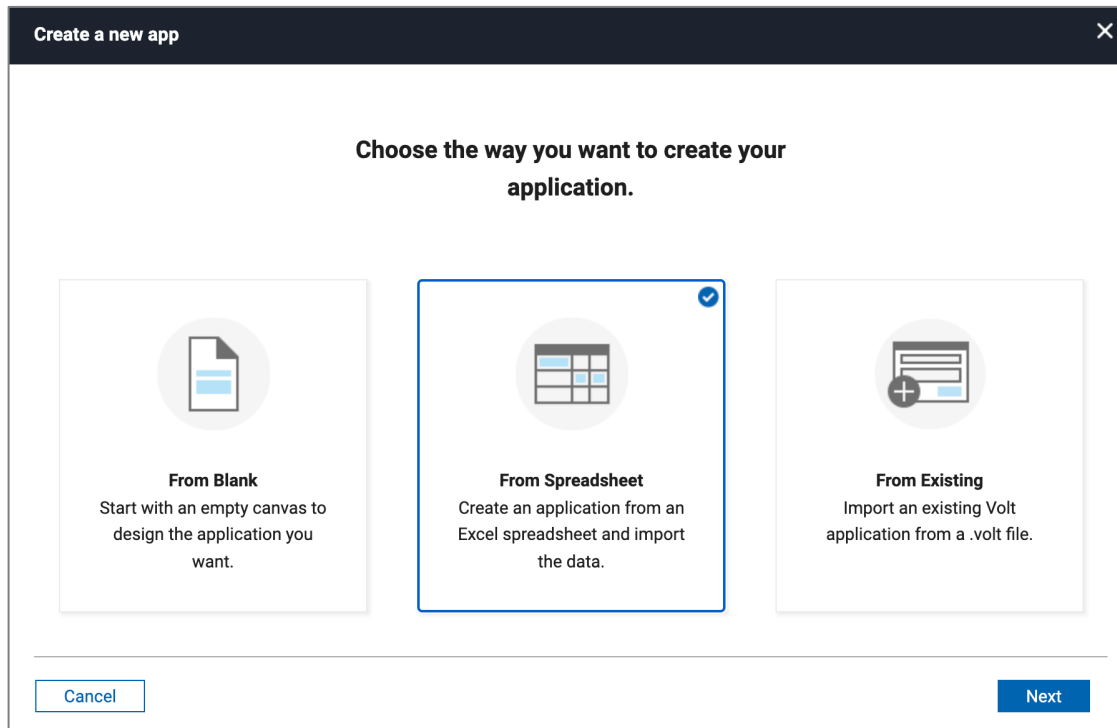 Create a new app
Choose the way you want to create your
application.
From Blank
Start with an empty canvas to
design the application you
want.
From Spreadsheet
Create an application from an
Excel spreadsheet and import
the data.
From Existing
Import an existing Volt
application from a .volt file.
Cancel
Next